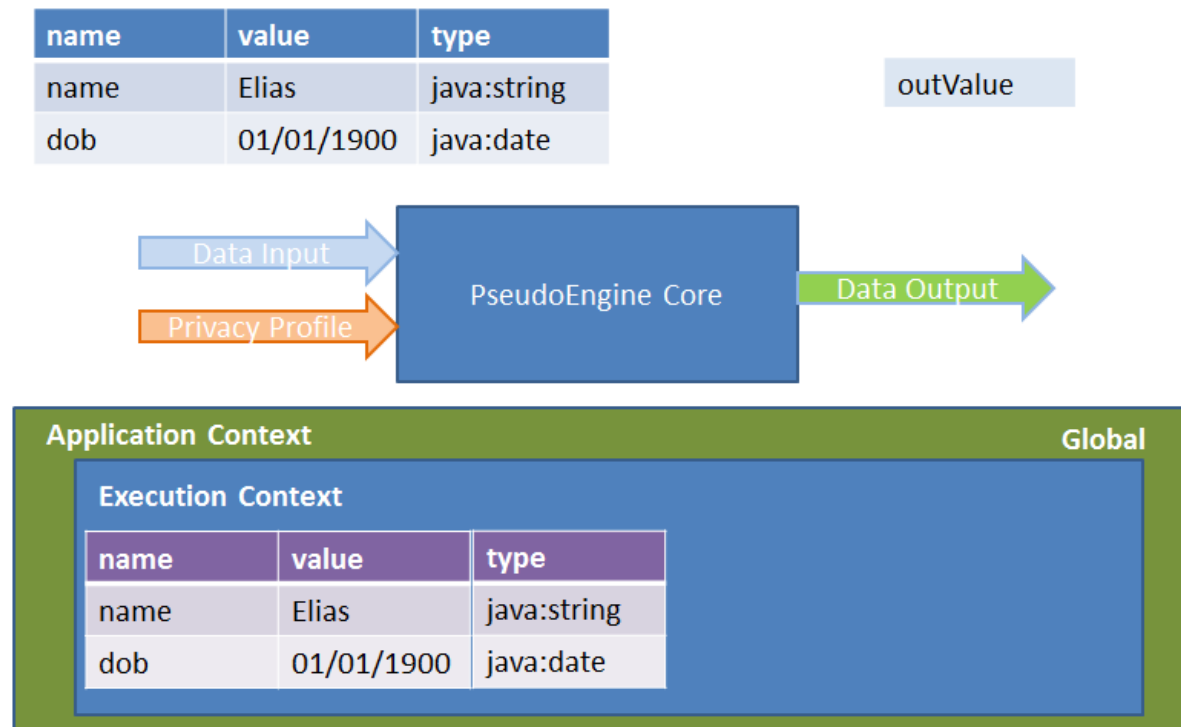 name value type
name Elias java:string
dob 01/01/1900 java:date
outValue
Data Input
Privacy Profile
PseudoEngine Core
Data Output
Application Context
Global
Execution Context
name value type
name Elias java:string
dob 01/01/1900 java:date